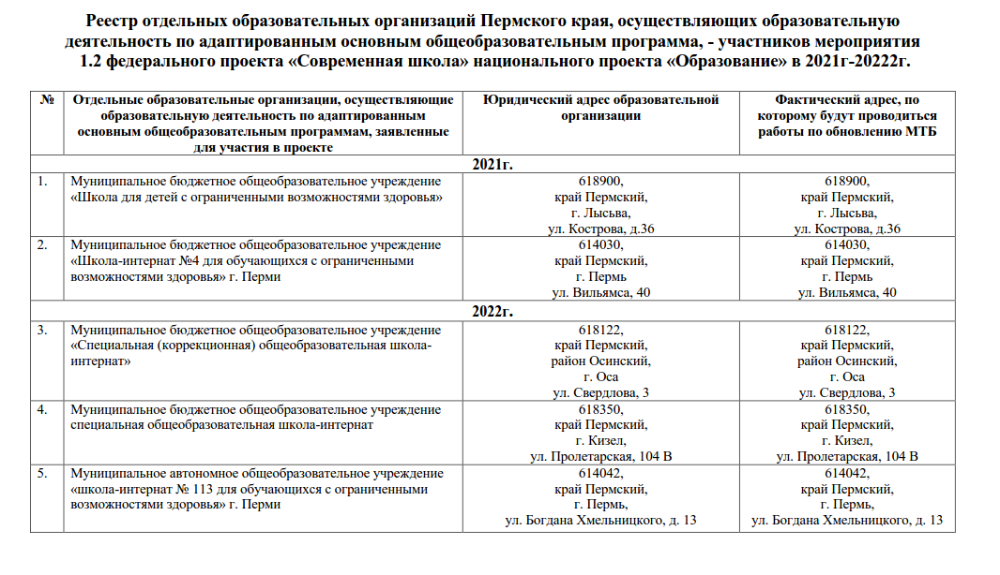 Реестр отдельных образовательных организаций Пермского края, осуществляющих образовательную
деятельность по адаптированным основным общеобразовательным программа, - участников мероприятия
1.2 федерального проекта «Современная школа» национального проекта «Образование» в 2021г-20222г.
№
Отдельные образовательные организации, осуществляющие
образовательную деятельность по адаптированным
основным общеобразовательным программам, заявленные
для участия в проекте
Юридический адрес образовательной
организации
Фактический адрес, по
которому будут проводиться
работы по обновлению МТБ
2021г.
1.
Муниципальное бюджетное общеобразовательное учреждение
«Школа для детей с ограниченными возможностями здоровья»
618900,
край Пермский,
г. Лысьва,
ул. Кострова, д.36
618900,
край Пермский,
г. Лысьва,
ул. Кострова, д.36
2.
Муниципальное бюджетное общеобразовательное учреждение
«Школа-интернат №4 для обучающихся с ограниченными
возможностями здоровья» г. Перми
614030,
край Пермский,
г. Пермь
ул. Вильямса, 40
614030,
край Пермский,
г. Пермь
ул. Вильямса, 40
2022г.
3.
Муниципальное бюджетное общеобразовательное учреждение
«Специальная (коррекционная) общеобразовательная школа-
интернат»
618122,
край Пермский,
район Осинский,
г. Оса
ул. Свердлова, 3
618122,
край Пермский,
район Осинский,
г. Оса
ул. Свердлова, 3
4.
Муниципальное бюджетное общеобразовательное учреждение
специальная общеобразовательная школа-интернат
618350,
край Пермский,
г. Кизел,
ул. Пролетарская, 104 В
618350,
край Пермский,
г. Кизел,
ул. Пролетарская, 104 В
5.
Муниципальное автономное общеобразовательное учреждение
«школа-интернат № 113 для обучающихся с ограниченными
возможностями здоровья» г. Перми
614042,
край Пермский,
г. Пермь,
ул. Богдана Хмельницкого, д. 13
614042,
край Пермский,
г. Пермь,
ул. Богдана Хмельницкого, д. 13